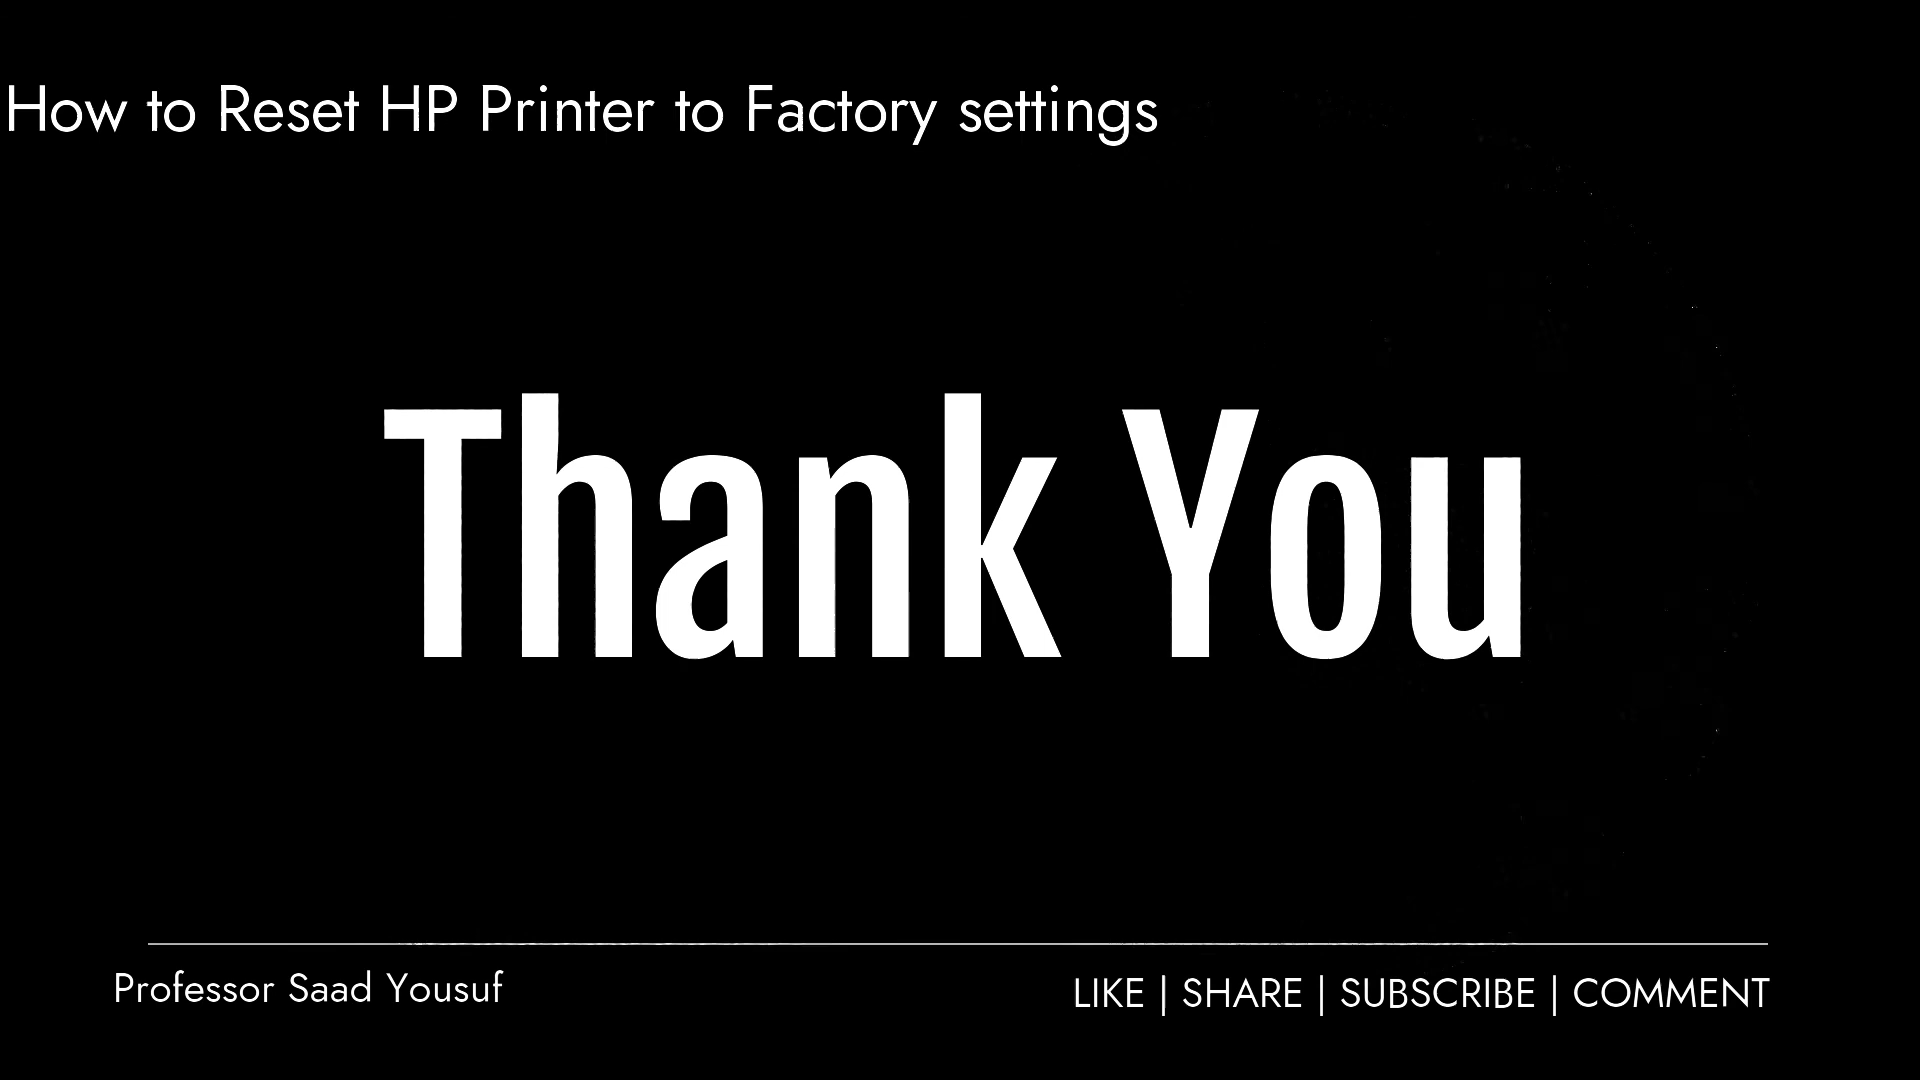 How to Reset HP Printer to Factory settings
Thank You
Professor Saad Yousuf
LIKE | SHARE | SUBSCRIBE | COMMENT